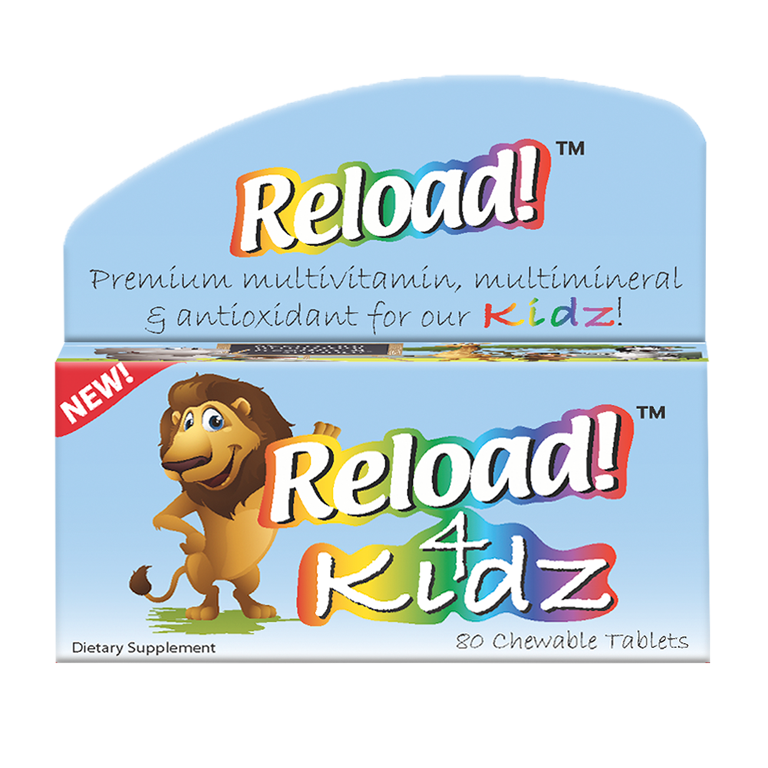 Reload!™
Premium multivitamin, multimineral
& antioxidant for our Kidz!
NEW!
Reload!™
4
Kidz
Dietary Supplement
80 Chewable Tablets